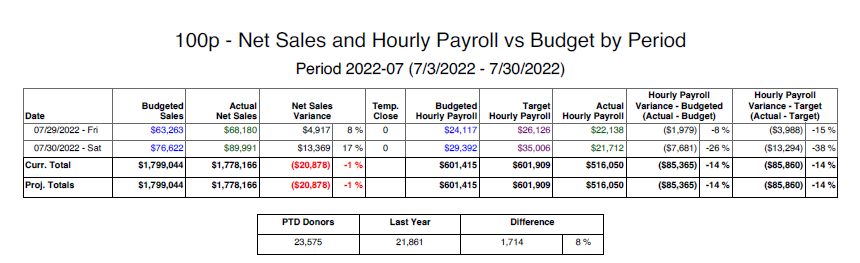 100p - Net Sales and Hourly Payroll vs Budget by Period
Period 2022-07 (7/3/2022 - 7/30/2022)
Date Budgeted Sales Actual Net Sales Net Sales Variance Temp. Close Budgeted Hourly Payroll Target Hourly Payroll Actual Hourly Payroll Hourly Payroll Variance - Budgeted (Actual - Budget) Hourly Payroll Variance - Target (Actual - Target)
07/29/2022 - Fri $63,263 $68,180 $4,917 8 % 0 $24,117 $26,126 $22,138 ($1,979) -8 % ($3,988) -15 %
07/30/2022 - Sat $76,622 $89,991 $13,369 17 % 0 $29,392 $35,006 $21,712 ($7,681) -26 % ($13,294) -38 %
Curr. Total $1,799,044 $1,778,166 ($20,878) -1 % $601,415 $601,909 $516,050 ($85,365) -14 % ($85,860) -14 %
Proj. Totals $1,799,044 $1,778,166 ($20,878) -1 % $601,415 $601,909 $516,050 ($85,365) -14 % ($85,860) -14 %
PTD Donors Last Year Difference
23,575 21,861 1,714 8 %